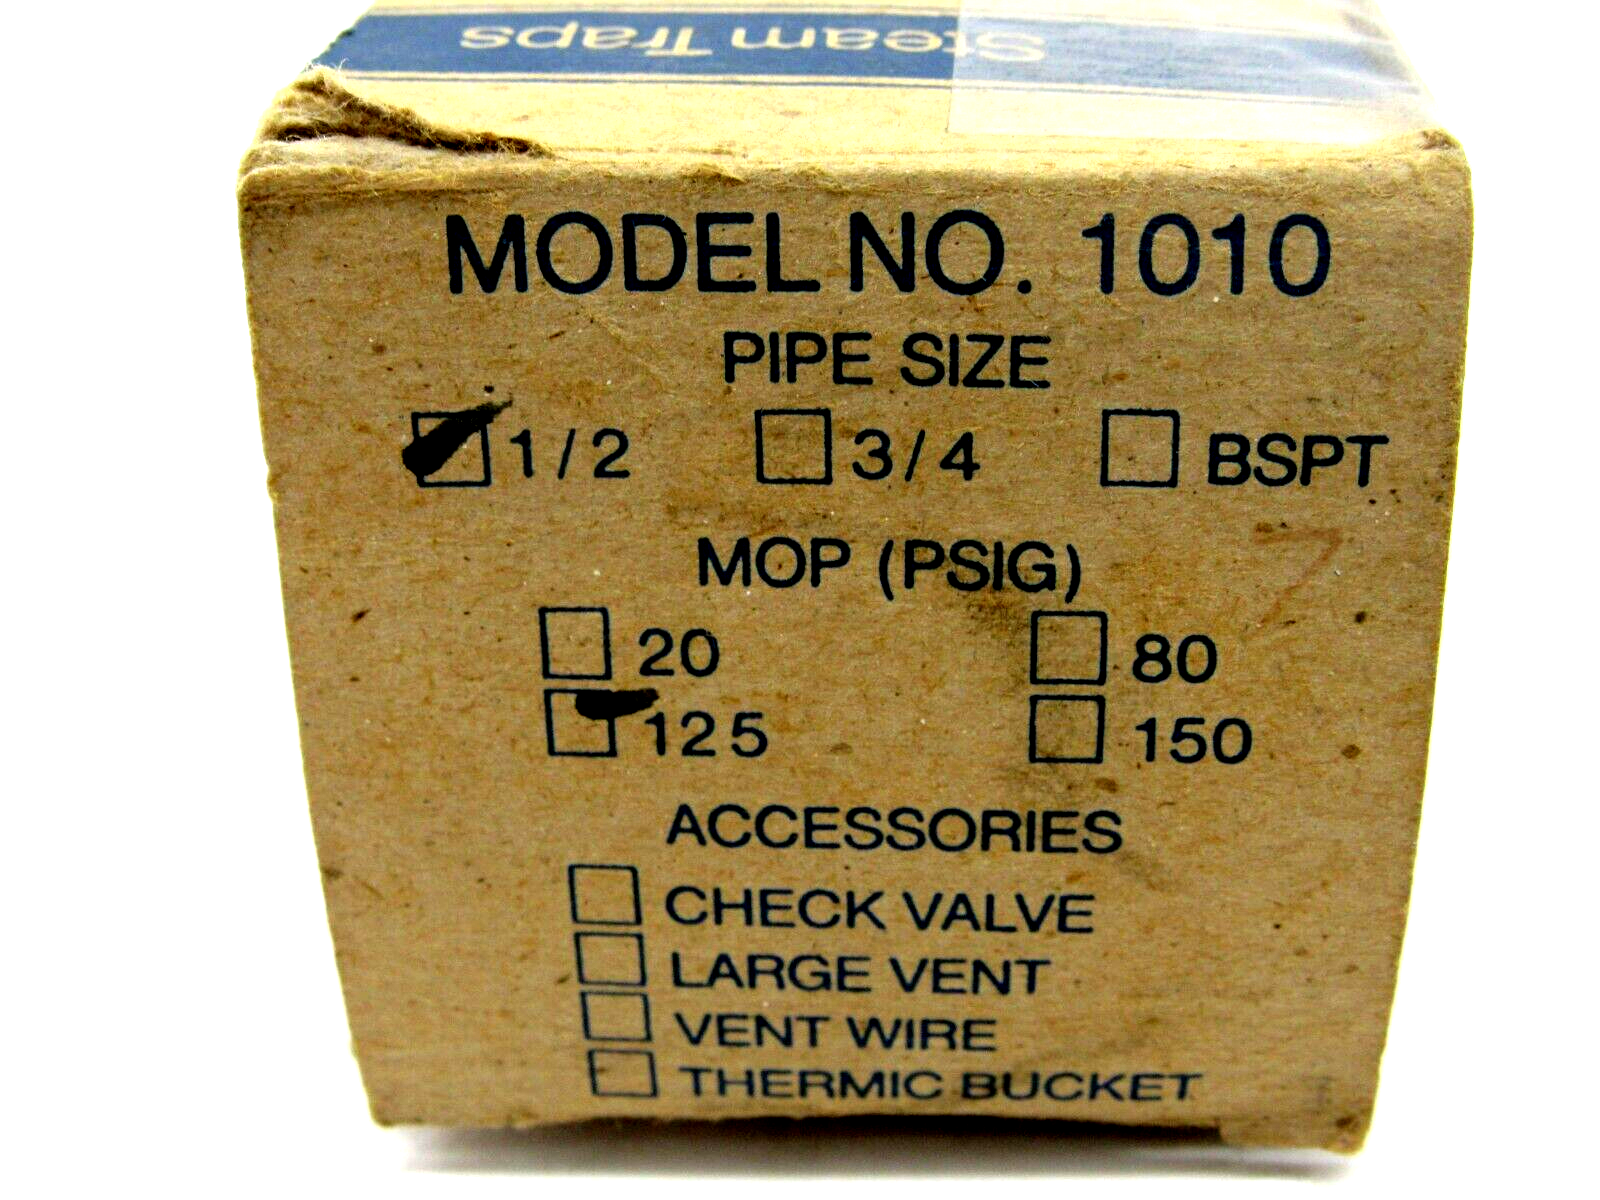 Steam Traps
MODEL NO. 1010
PIPE SIZE
1/2 3/4 BSPT
MOP (PSIG)
7
20 80
125 150
ACCESSORIES
CHECK VALVE
LARGE VENT
VENT WIRE
THERMIC BUCKET